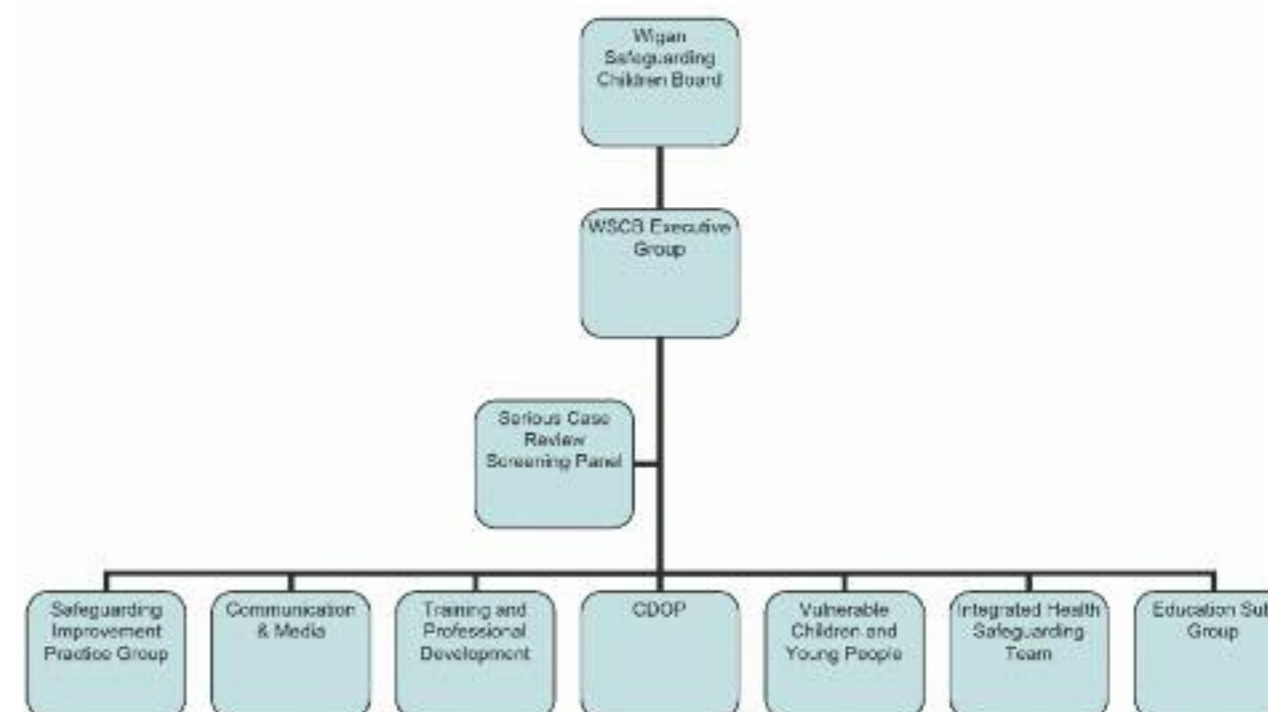 Wigan
Safeguarding
Children Board
WSCB Executive
Group
Serious Case
Review
Screening Panel
Safeguarding
Improvement
Practice Group
Communication
& Media
Training and
Professional
Development
CDOP
Vulnerable
Children and
Young People
Integrated Health
Safeguarding
Team
Education Sub
Group